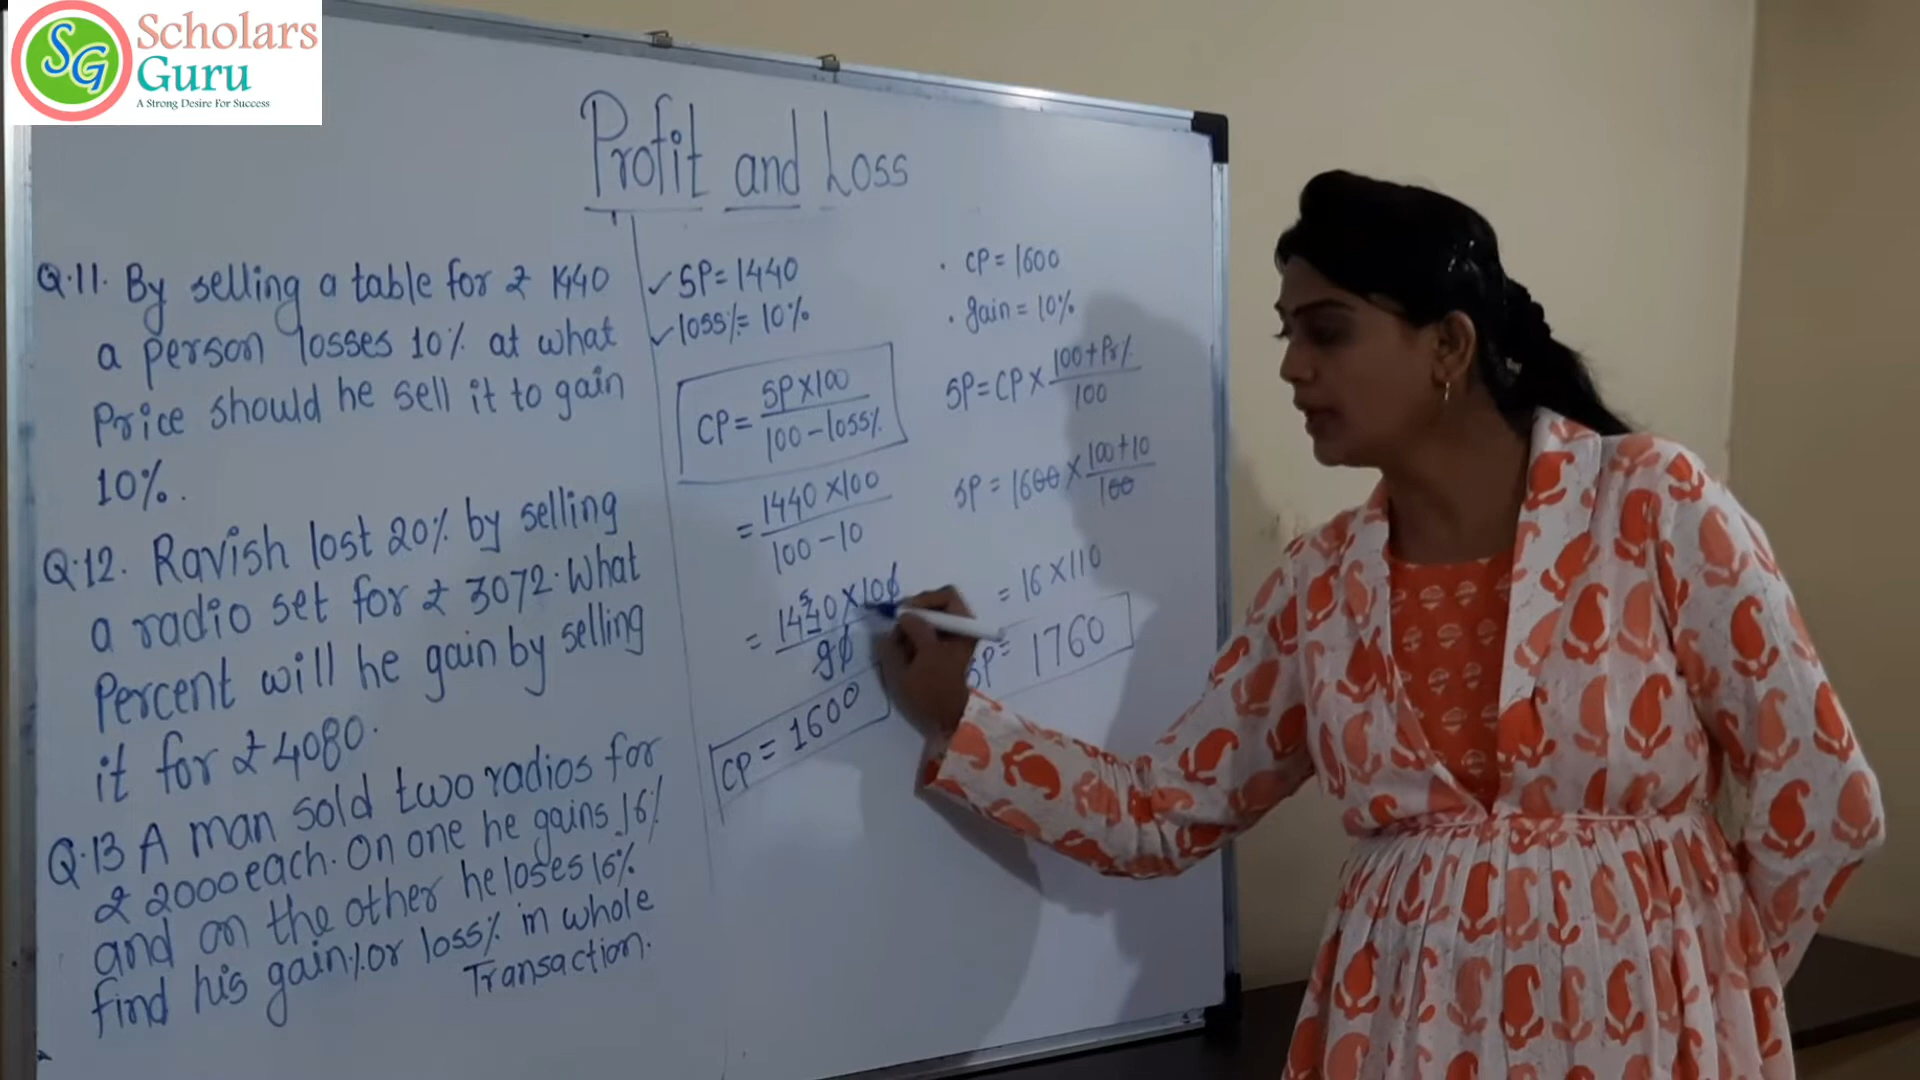 Scholars
Guru
A Strong Desire For Success
SG
Profit and Loss
Q.11. By selling a table for ₹ 1440
a person losses 10% at what
Price should he sell it to gain
10%.
Q.12. Ravish lost 20% by selling
a radio set for ₹ 3072. What
Percent will he gain by selling
it for ₹ 4080.
Q.13 A man sold two radios for
₹ 2000 each. On one he gains 16%
and on the other he loses 16%
find his gain% or loss% in whole
Transaction.
✓ SP = 1440
✓ loss% = 10%
CP = SP×100
100 - loss%
= 1440 × 100
100 - 10
= 1440 × 100
90
CP = 1600
. CP = 1600
. gain = 10%
SP = CP × 100 + Pr%
100
SP = 1600 × 100 + 10
100
= 16 × 110
SP = 1760